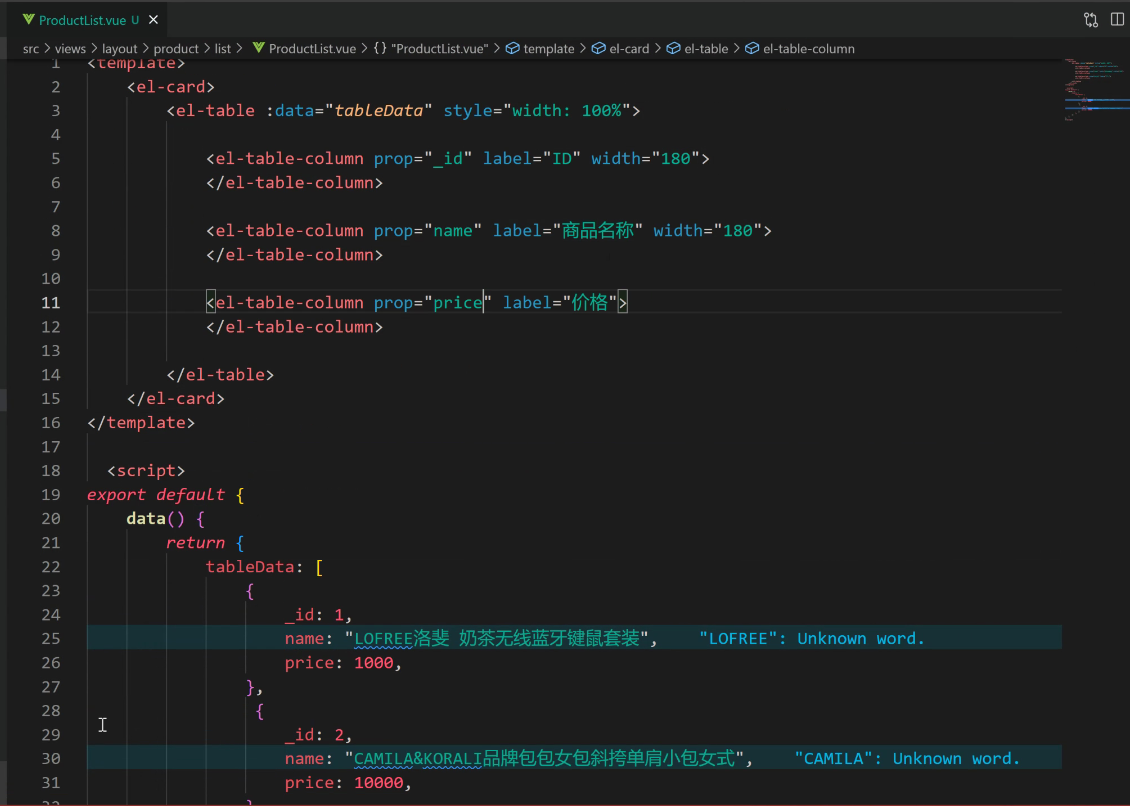 ProductList.vue U ×
src > views > layout > product > list > ProductList.vue > {} "ProductList.vue" > template > el-card > el-table > el-table-column
1 <template>
2 <el-card>
3 <el-table :data="tableData" style="width: 100%">
4
5 <el-table-column prop="_id" label="ID" width="180">
6 </el-table-column>
7
8 <el-table-column prop="name" label="商品名称" width="180">
9 </el-table-column>
10
11 <el-table-column prop="price" label="价格">
12 </el-table-column>
13
14 </el-table>
15 </el-card>
16 </template>
17
18 <script>
19 export default {
20 data() {
21 return {
22 tableData: [
23 {
24 _id: 1,
25 name: "LOFREE洛斐 奶茶无线蓝牙键鼠套装", "LOFREE": Unknown word.
26 price: 1000,
27 },
28 {
29 _id: 2,
30 name: "CAMILA&KORALI品牌包包女包斜挎单肩小包女式", "CAMILA": Unknown word.
31 price: 10000,
32 }